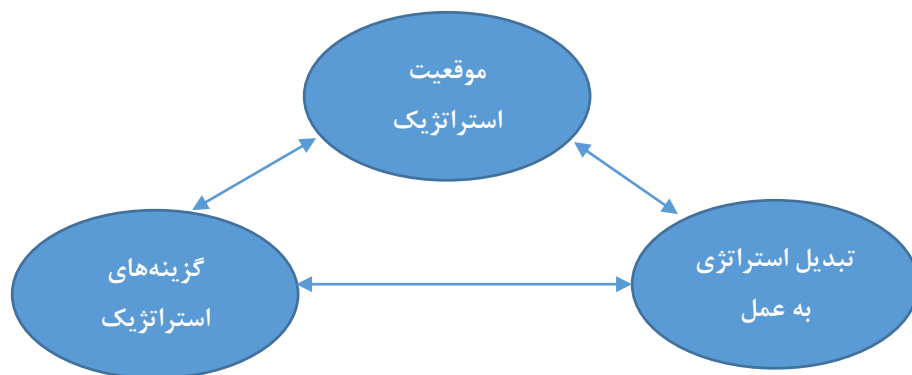 موقعیت
استراتژیک
تبدیل استراتژی
به عمل
گزینه‌های
استراتژیک